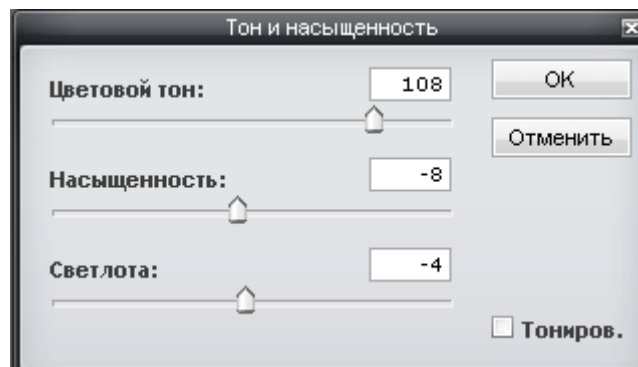 Тон и насыщенность
Цветовой тон:
108
OK
Отменить
Насыщенность:
-8
Светлота:
-4
Тониров.